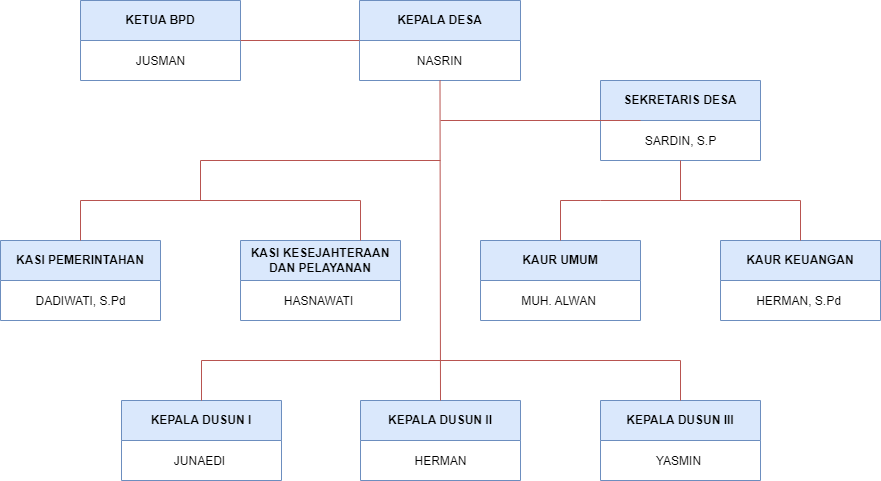 KETUA BPD
JUSMAN
KEPALA DESA
NASRIN
SEKRETARIS DESA
SARDIN, S.P
KASI PEMERINTAHAN
DADIWATI, S.Pd
KASI KESEJAHTERAAN
DAN PELAYANAN
HASNAWATI
KAUR UMUM
MUH. ALWAN
KAUR KEUANGAN
HERMAN, S.Pd
KEPALA DUSUN I
JUNAEDI
KEPALA DUSUN II
HERMAN
KEPALA DUSUN III
YASMIN